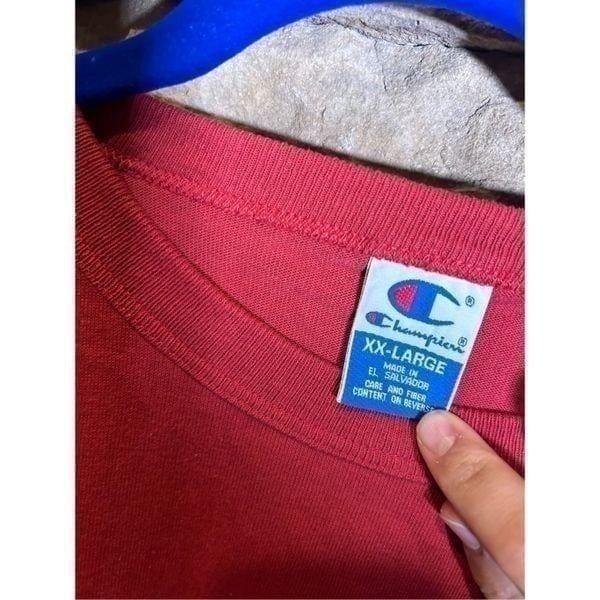 Champion®
XX-LARGE
MADE IN
EL SALVADOR
CARE AND FIBER
CONTENT ON REVERSE